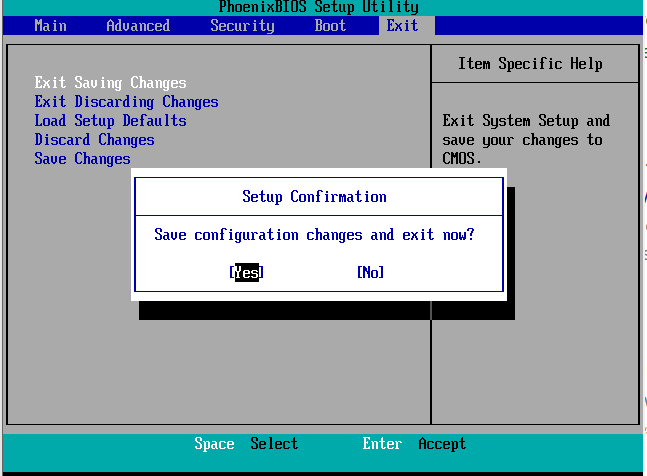 PhoenixBIOS Setup Utility
Main Advanced Security Boot Exit
Item Specific Help
Exit Saving Changes
Exit Discarding Changes
Load Setup Defaults
Discard Changes
Save Changes
Exit System Setup and
save your changes to
CMOS.
Setup Confirmation
Save configuration changes and exit now?
[Yes] [No]
Space Select Enter Accept